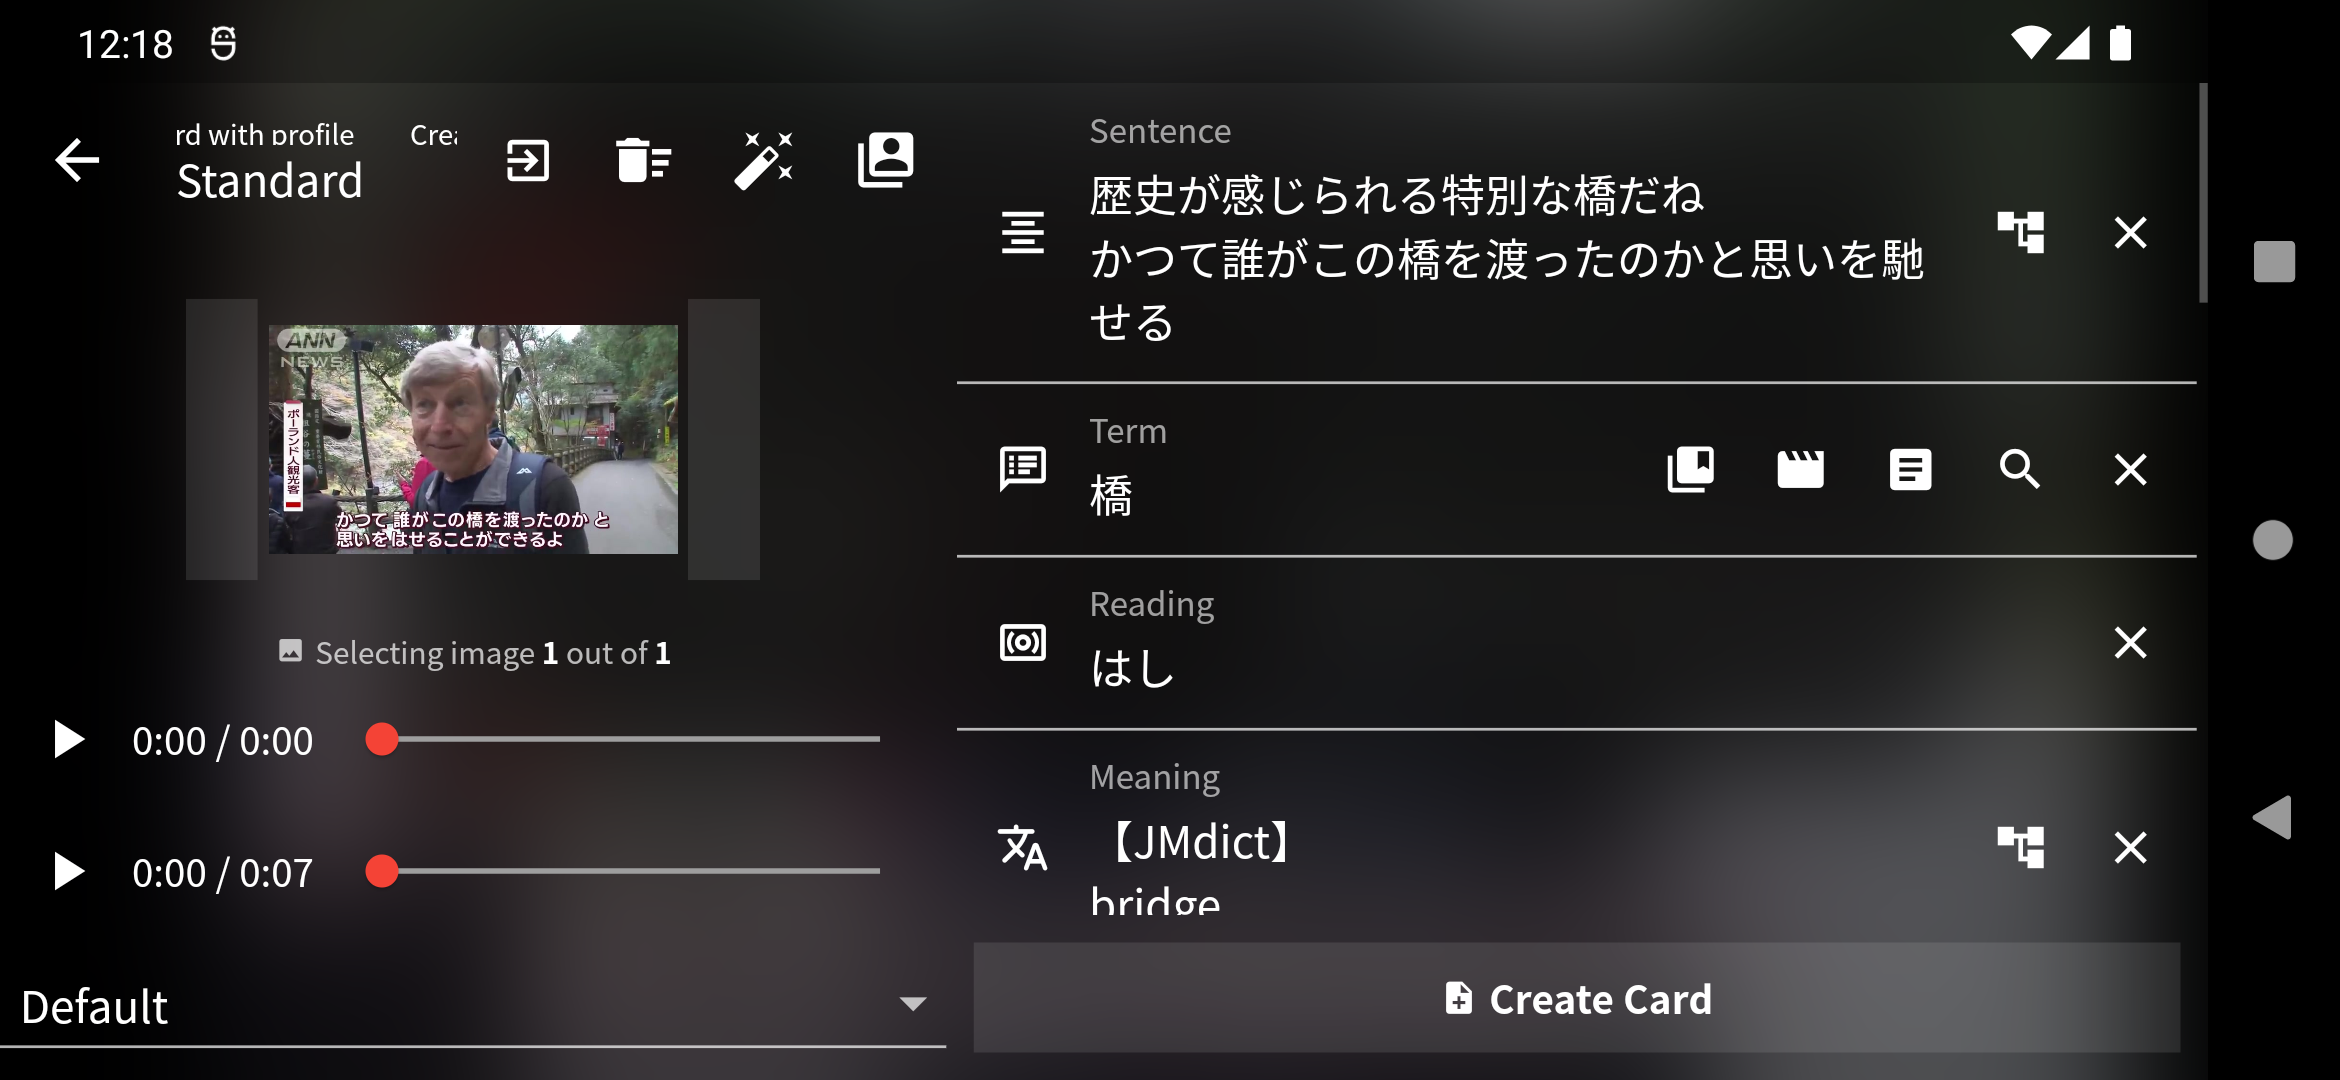 12:18
rd with profile Crea
Standard
ANN
NEWS
ポーランド人観光客
かつて 誰がこの橋を渡ったのか と
思いを はせることができるよ
Selecting image 1 out of 1
0:00 / 0:00
0:00 / 0:07
Default
Sentence
歴史が感じられる特別な橋だね
かつて誰がこの橋を渡ったのかと思いを馳
せる
Term
橋
Reading
はし
Meaning
【JMdict】
bridge
Create Card